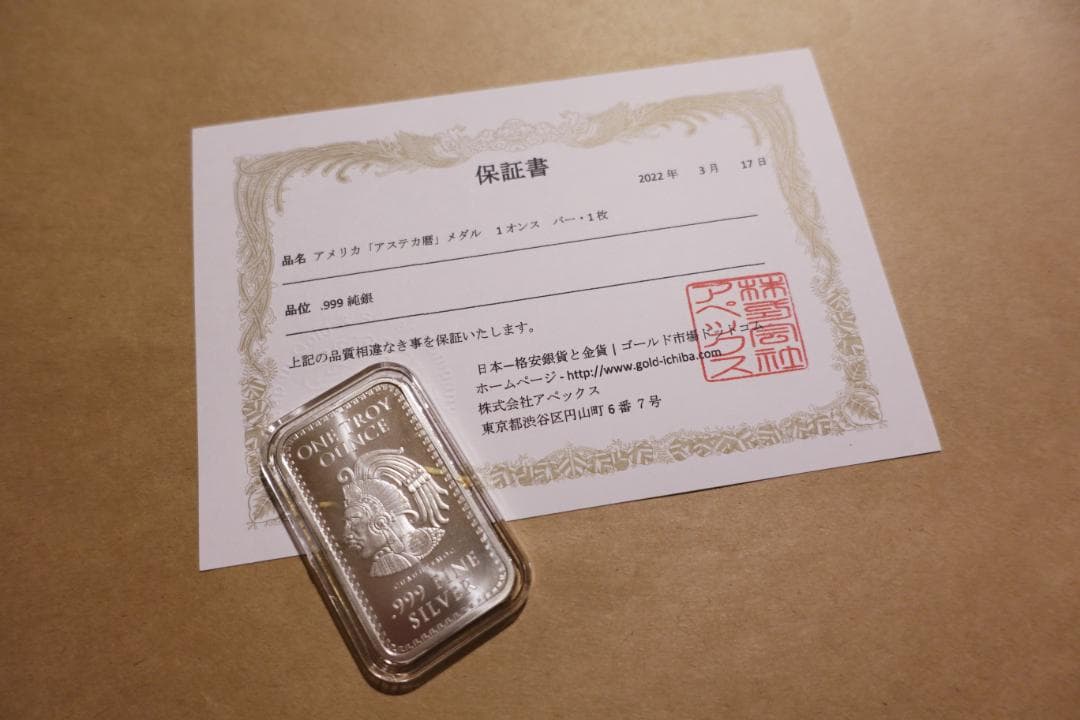 保証書
2022 年 3 月 17 日
品名 アメリカ「アステカ暦」メダル 1 オンス バー・1 枚
品位 .999 純銀
上記の品質相違なき事を保証いたします。
日本一格安銀貨と金貨 | ゴールド市場ドットコム
ホームページ - http://www.gold-ichiba.com
株式会社アペックス
東京都渋谷区円山町 6 番 7 号
株式会社
アペックス
ONE TROY
OUNCE
CUAUHTEMOC
.999 FINE
SILVER